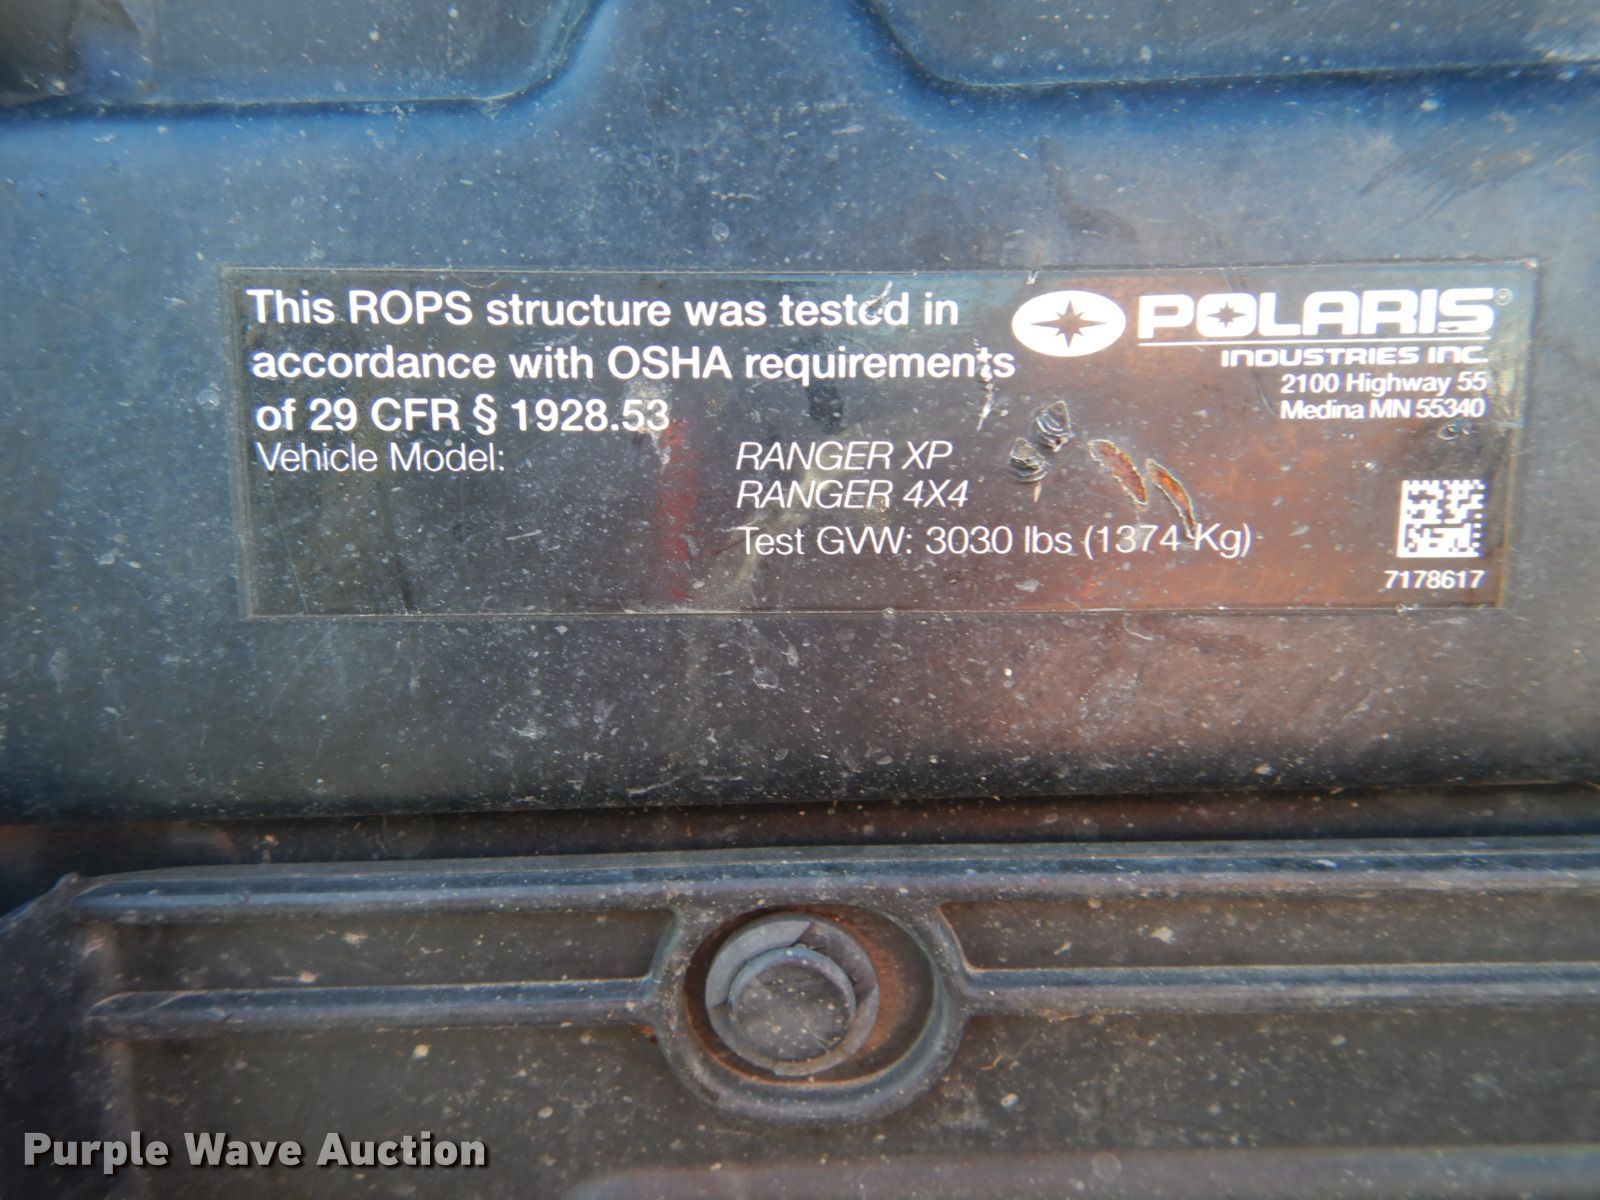 This ROPS structure was tested in
accordance with OSHA requirements
of 29 CFR § 1928.53
Vehicle Model:
RANGER XP
RANGER 4X4
Test GVW: 3030 lbs (1374 Kg)
POLARIS®
INDUSTRIES INC.
2100 Highway 55
Medina MN 55340
7178617
Purple Wave Auction